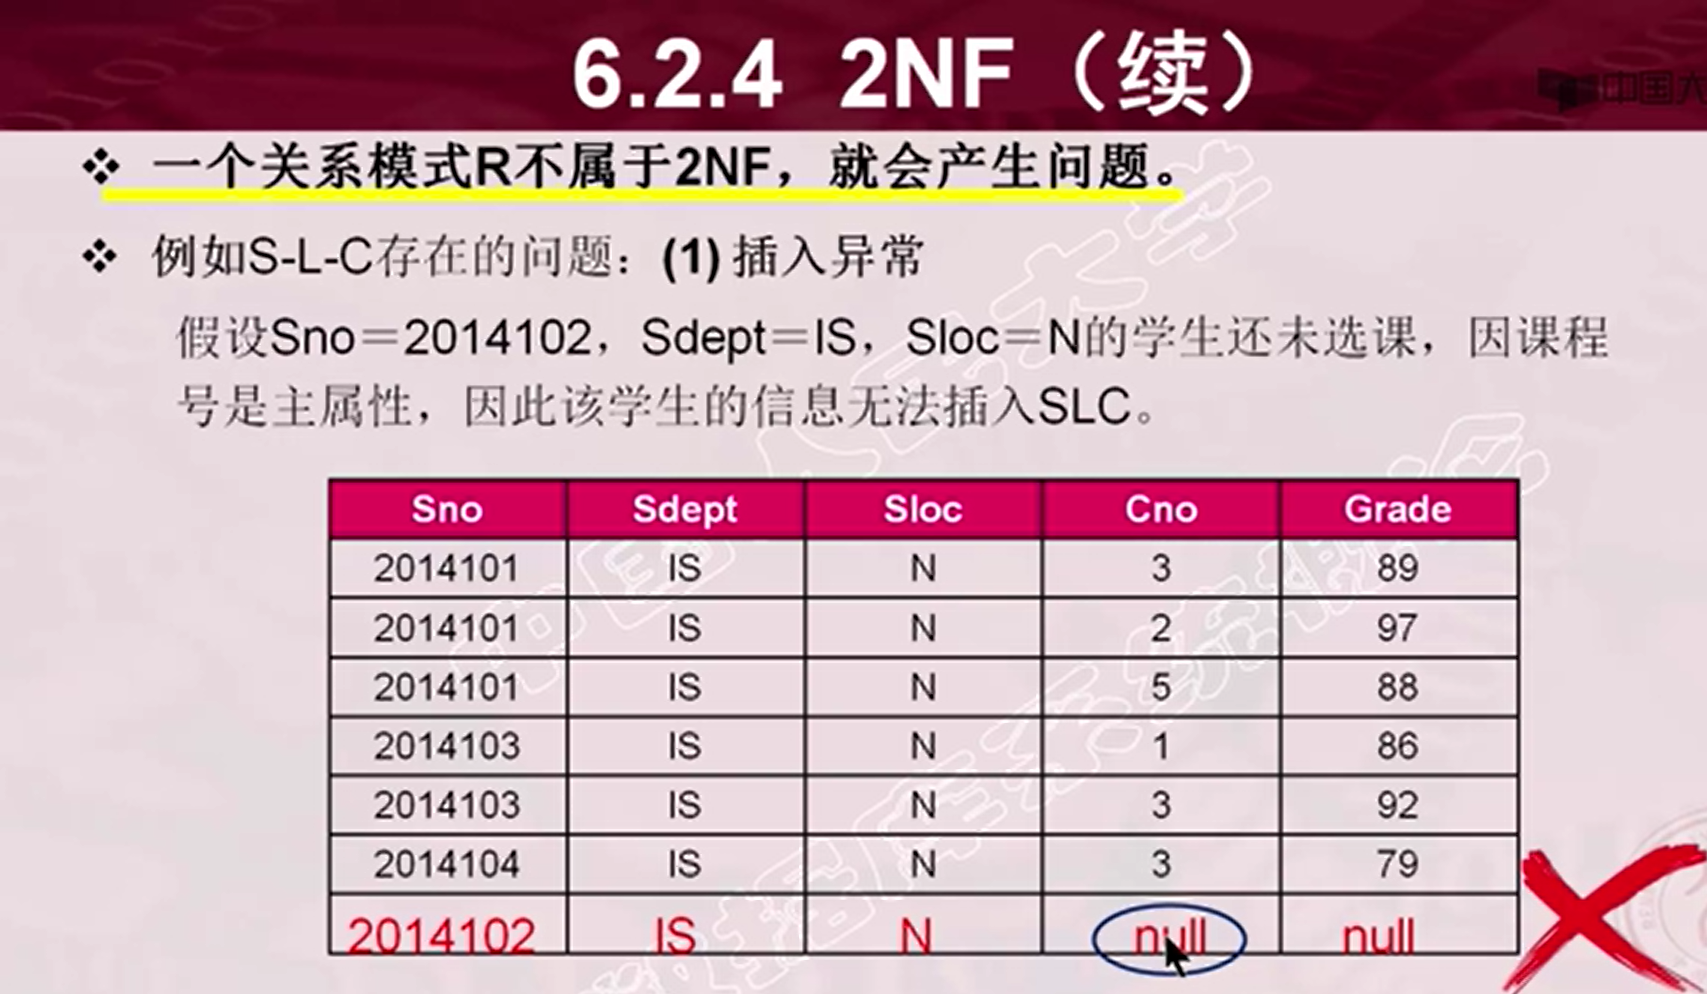 6.2.4 2NF（续）
中国大
❖ 一个关系模式R不属于2NF，就会产生问题。
❖ 例如S-L-C存在的问题：(1) 插入异常
假设Sno＝2014102，Sdept＝IS，Sloc＝N的学生还未选课，因课程
号是主属性，因此该学生的信息无法插入SLC。
Sno Sdept Sloc Cno Grade
2014101 IS N 3 89
2014101 IS N 2 97
2014101 IS N 5 88
2014103 IS N 1 86
2014103 IS N 3 92
2014104 IS N 3 79
2014102 IS N null null